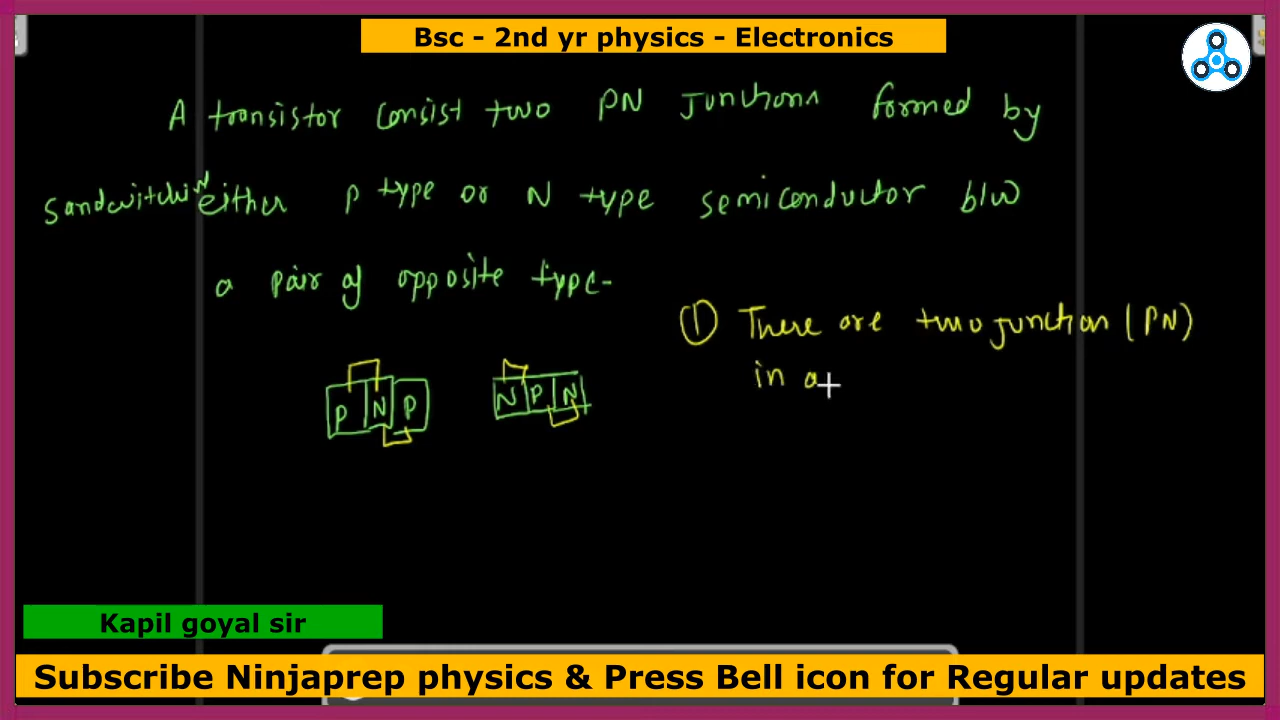 Bsc - 2nd yr physics - Electronics
A transistor consist two PN Junctions formed by
sandwitchin either P type or N type semiconductor b/w
a pair of opposite type-
① There are two junction (PN)
in a
P N P
N P N
Kapil goyal sir
Subscribe Ninjaprep physics & Press Bell icon for Regular updates